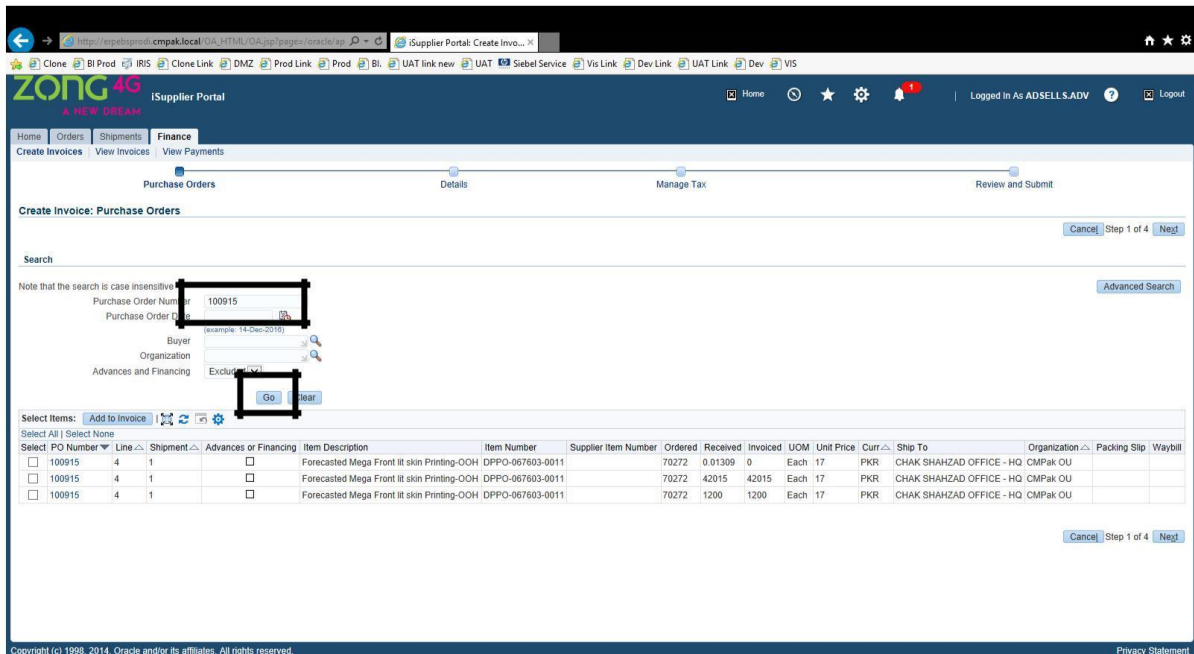 http://erpebsprodi.cmpak.local/OA_HTML/OA.jsp?page=/oracle/ap
iSupplier Portal: Create Invo...
Clone BI Prod IRIS Clone Link DMZ Prod Link Prod BI. UAT link new UAT Siebel Service Vis Link Dev Link UAT Link Dev VIS
ZONG 4G
A NEW DREAM
iSupplier Portal
Home 1 Logged In As ADSELLS.ADV ? Logout
Home Orders Shipments Finance
Create Invoices View Invoices View Payments
Purchase Orders Details Manage Tax Review and Submit
Create Invoice: Purchase Orders
Cancel Step 1 of 4 Next
Search
Note that the search is case insensitive
Advanced Search
Purchase Order Number 100915
Purchase Order Date
(example: 14-Dec-2016)
Buyer
Organization
Advances and Financing Excluded
Go Clear
Select Items: Add to Invoice
Select All | Select None
Select PO Number Line Shipment Advances or Financing Item Description Item Number Supplier Item Number Ordered Received Invoiced UOM Unit Price Curr Ship To Organization Packing Slip Waybill
100915 4 1 Forecasted Mega Front lit skin Printing-OOH DPPO-067603-0011 70272 0.01309 0 Each 17 PKR CHAK SHAHZAD OFFICE - HQ CMPak OU
100915 4 1 Forecasted Mega Front lit skin Printing-OOH DPPO-067603-0011 70272 42015 42015 Each 17 PKR CHAK SHAHZAD OFFICE - HQ CMPak OU
100915 4 1 Forecasted Mega Front lit skin Printing-OOH DPPO-067603-0011 70272 1200 1200 Each 17 PKR CHAK SHAHZAD OFFICE - HQ CMPak OU
Cancel Step 1 of 4 Next
Copyright (c) 1998, 2014, Oracle and/or its affiliates. All rights reserved.
Privacy Statement